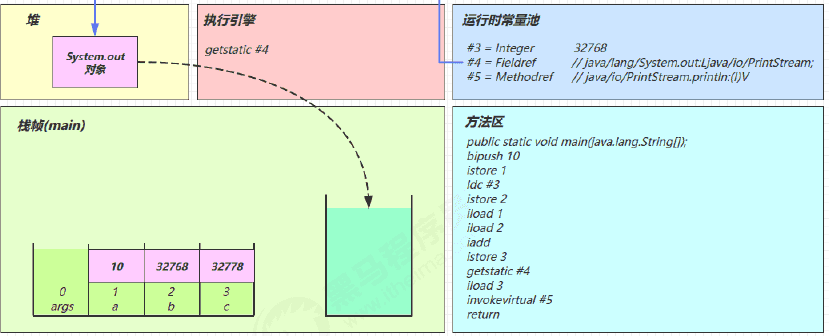 堆
System.out
对象
执行引擎
getstatic #4
运行时常量池
#3 = Integer 32768
#4 = Fieldref // java/lang/System.out:Ljava/io/PrintStream;
#5 = Methodref // java/io/PrintStream.println:(I)V
栈帧(main)
10 32768 32778
0 1 2 3
args a b c
方法区
public static void main(java.lang.String[]);
bipush 10
istore 1
ldc #3
istore 2
iload 1
iload 2
iadd
istore 3
getstatic #4
iload 3
invokevirtual #5
return